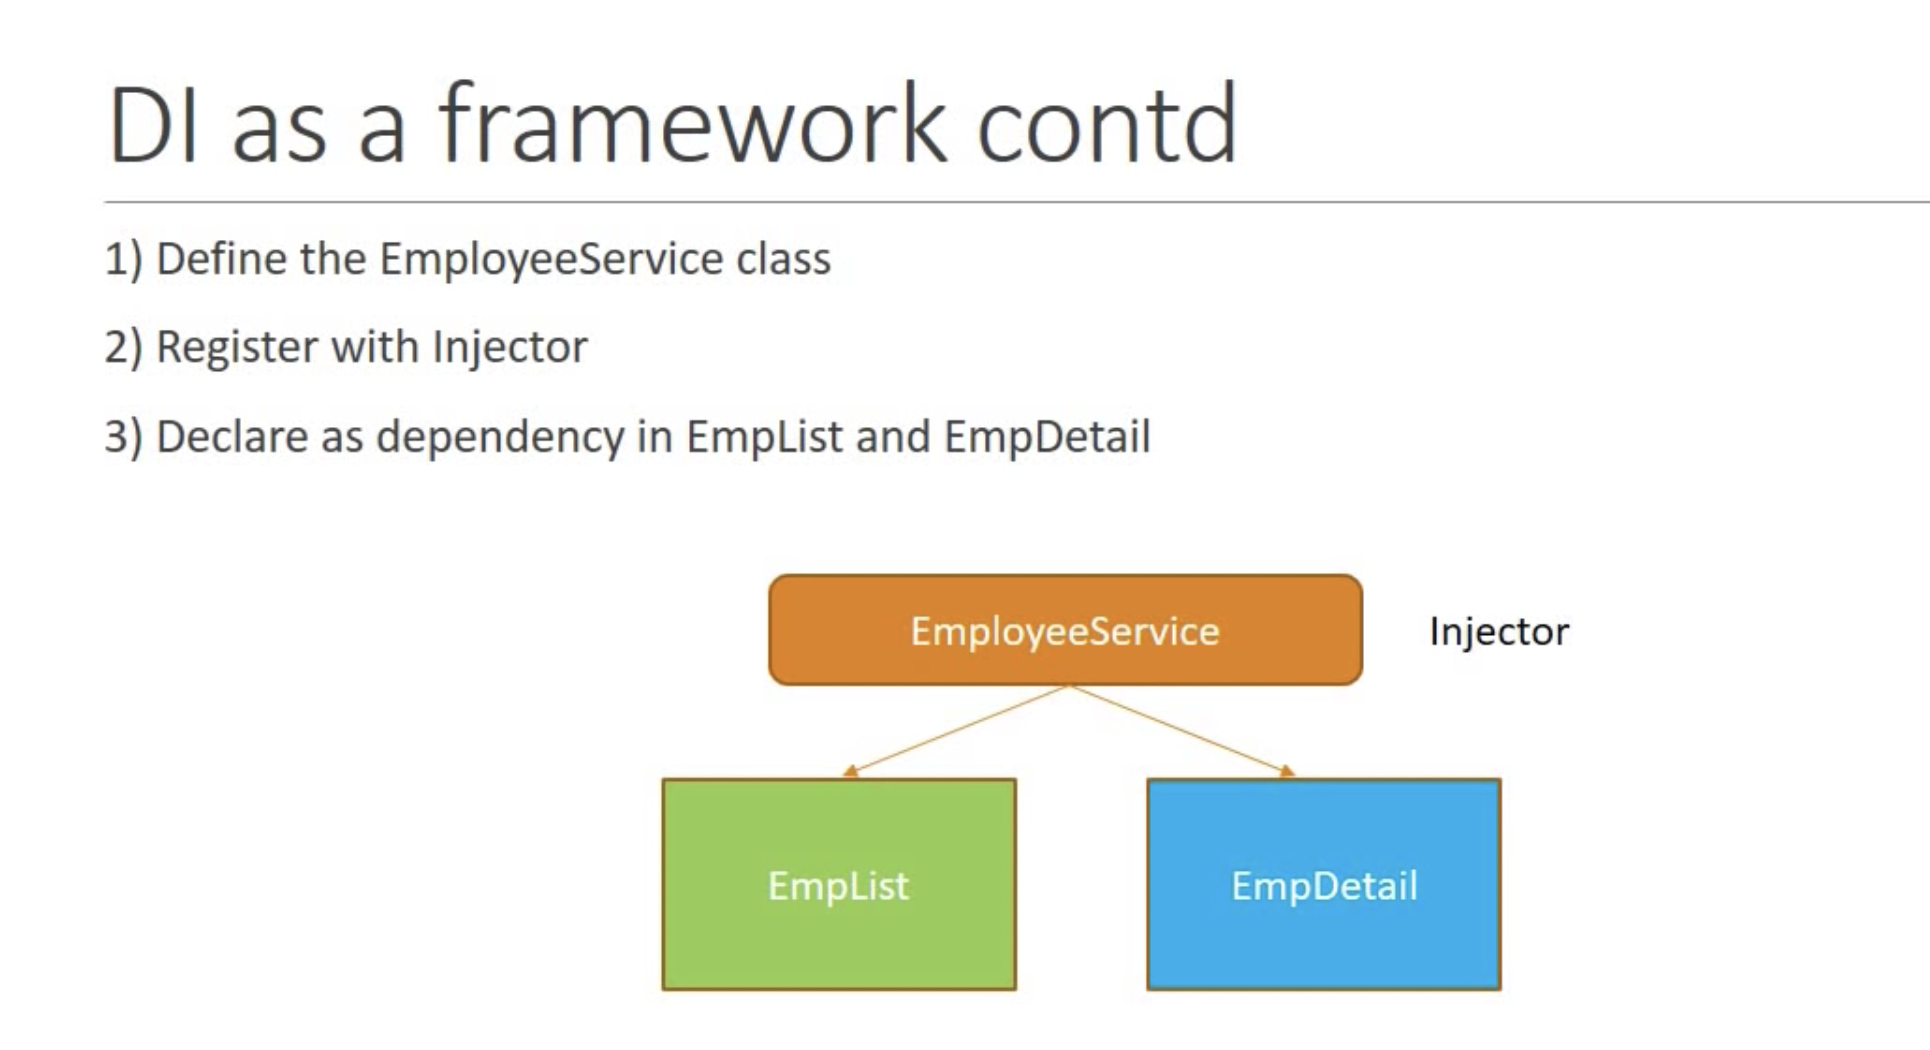 DI as a framework contd
1) Define the EmployeeService class
2) Register with Injector
3) Declare as dependency in EmpList and EmpDetail
EmployeeService
Injector
EmpList
EmpDetail